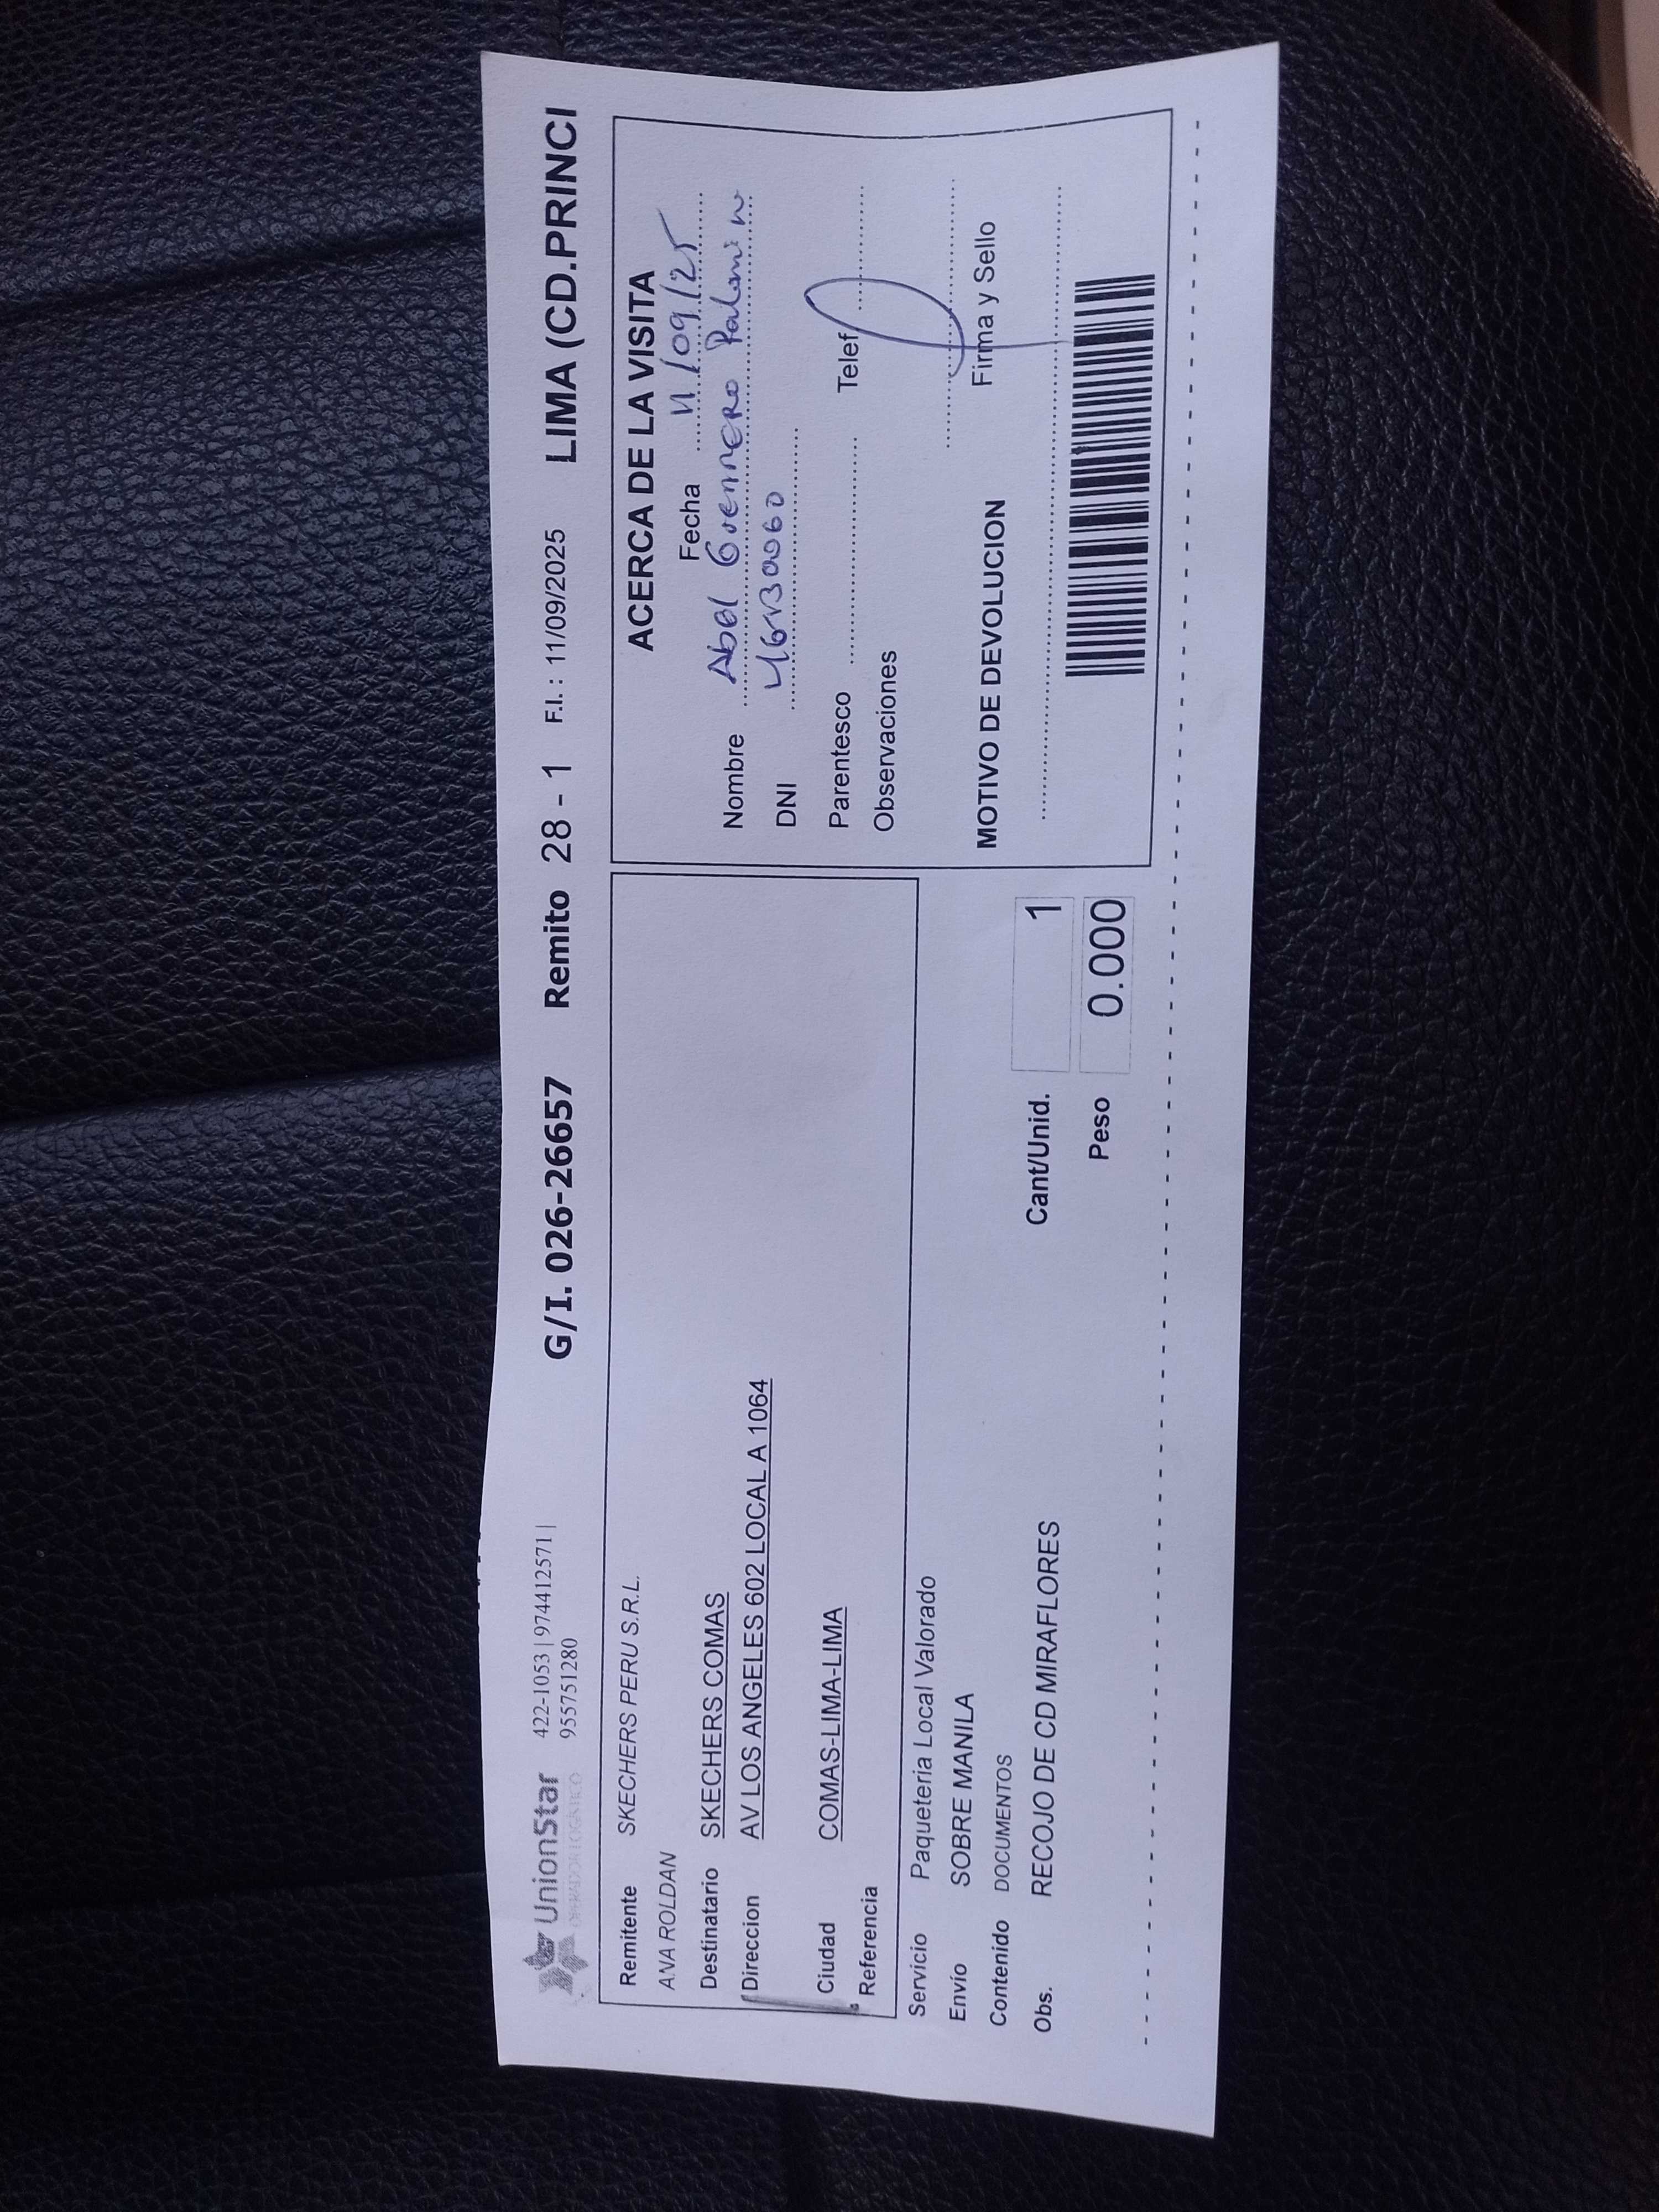 UnionStar 422-1053 | 974412571 | G/I. 026-26657 Remito 28 - 1 F.I. : 11/09/2025 LIMA (CD.PRINCI
OPERADOR LOGISTICO 955751280
Remitente SKECHERS PERU S.R.L.
ANA ROLDAN
Destinatario SKECHERS COMAS
Direccion AV LOS ANGELES 602 LOCAL A 1064
Ciudad COMAS-LIMA-LIMA
Referencia
Servicio Paqueteria Local Valorado
Envío SOBRE MANILA
Contenido DOCUMENTOS
Obs. RECOJO DE CD MIRAFLORES
Cant/Unid. 1
Peso 0.000
ACERCA DE LA VISITA
Fecha 11/09/25
Nombre Abel Guerrero
DNI
Parentesco Telef
Observaciones
Firma y Sello
MOTIVO DE DEVOLUCION